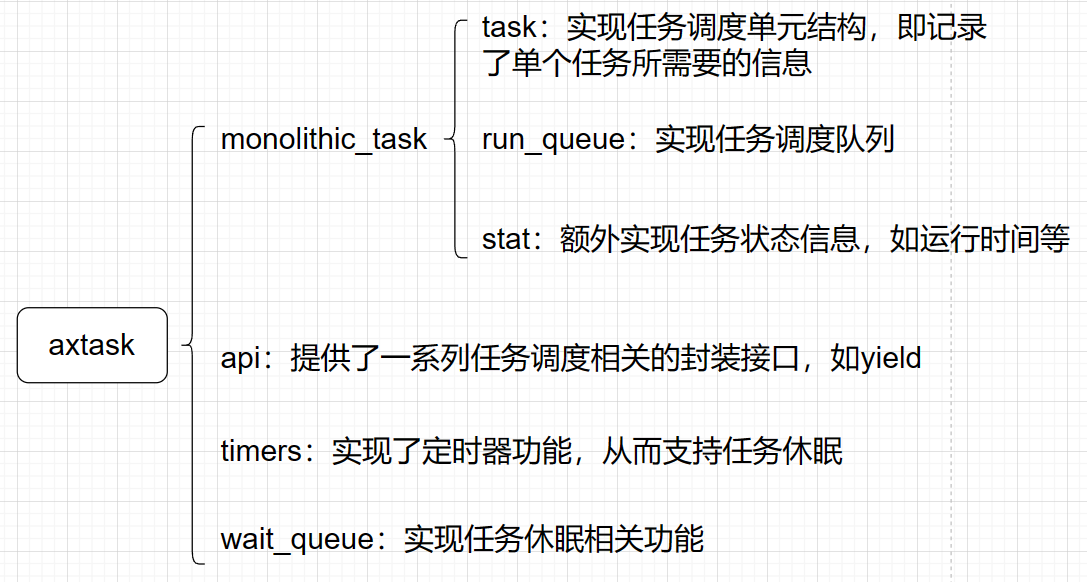 task：实现任务调度单元结构，即记录
了单个任务所需要的信息
monolithic_task
run_queue：实现任务调度队列
stat：额外实现任务状态信息，如运行时间等
axtask
api：提供了一系列任务调度相关的封装接口，如yield
timers：实现了定时器功能，从而支持任务休眠
wait_queue：实现任务休眠相关功能